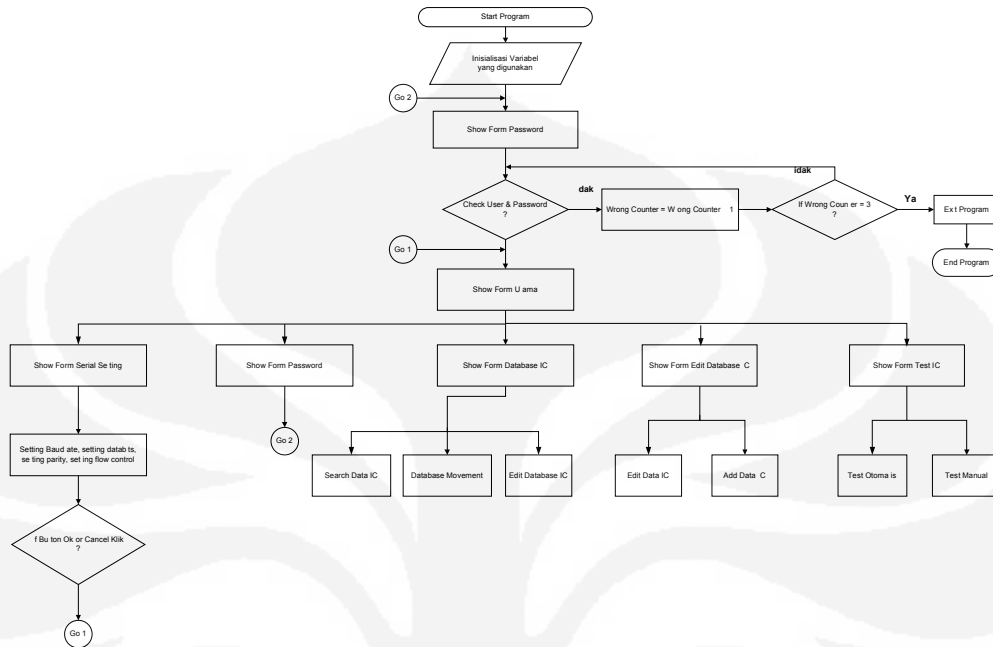 Start Program
Inisialisasi Variabel
yang digunakan
Go 2
Show Form Password
idak
dak
Check User & Password
?
Wrong Counter = W ong Counter 1
If Wrong Coun er = 3
?
Ya
Ex t Program
Go 1
End Program
Show Form U ama
Show Form Serial Se ting
Show Form Password
Show Form Database IC
Show Form Edit Database C
Show Form Test IC
Go 2
Setting Baud ate, setting datab ts,
se ting parity, set ing flow control
Search Data IC
Database Movement
Edit Database IC
Edit Data IC
Add Data C
Test Otoma is
Test Manual
f Bu ton Ok or Cancel Klik
?
Go 1